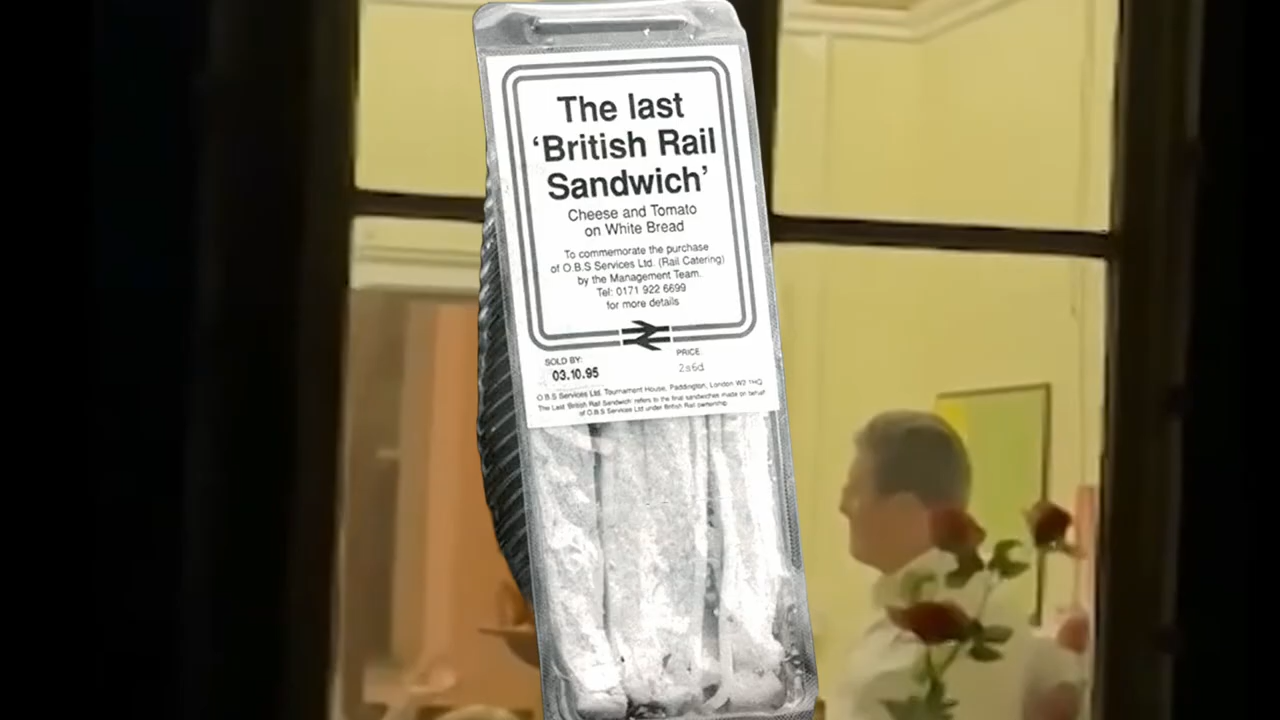 The last
‘British Rail
Sandwich’
Cheese and Tomato
on White Bread
To commemorate the purchase
of O.B.S Services Ltd. (Rail Catering)
by the Management Team.
Tel: 0171 922 6699
for more details
SOLD BY:
PRICE
03.10.95
2s6d
O.B.S Services Ltd. Tournament House, Paddington, London W2 1HQ
The Last ‘British Rail Sandwich’ refers to the final sandwiches made on behalf
of O.B.S Services Ltd under British Rail ownership